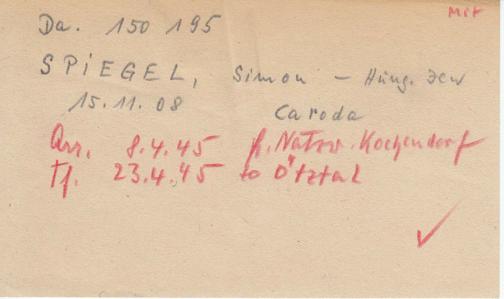 Mit
Da. 150 195
SPIEGEL, Simon - Hung. Jew
15.11.08 Caroda
Arr. 8.4.45 f. Natzw. Kochendorf
Tf. 23.4.45 to Ötztal